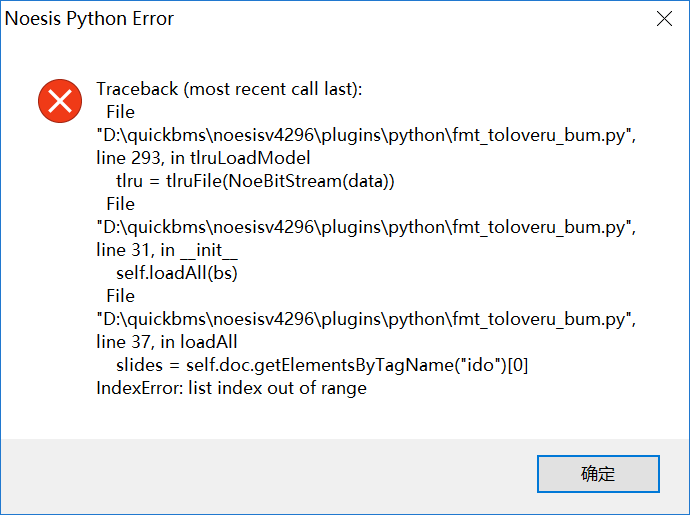 Noesis Python Error
Traceback (most recent call last):
File
"D:\quickbms\noesisv4296\plugins\python\fmt_toloveru_bum.py",
line 293, in tlruLoadModel
tlru = tlruFile(NoeBitStream(data))
File
"D:\quickbms\noesisv4296\plugins\python\fmt_toloveru_bum.py",
line 31, in __init__
self.loadAll(bs)
File
"D:\quickbms\noesisv4296\plugins\python\fmt_toloveru_bum.py",
line 37, in loadAll
slides = self.doc.getElementsByTagName("ido")[0]
IndexError: list index out of range
确定